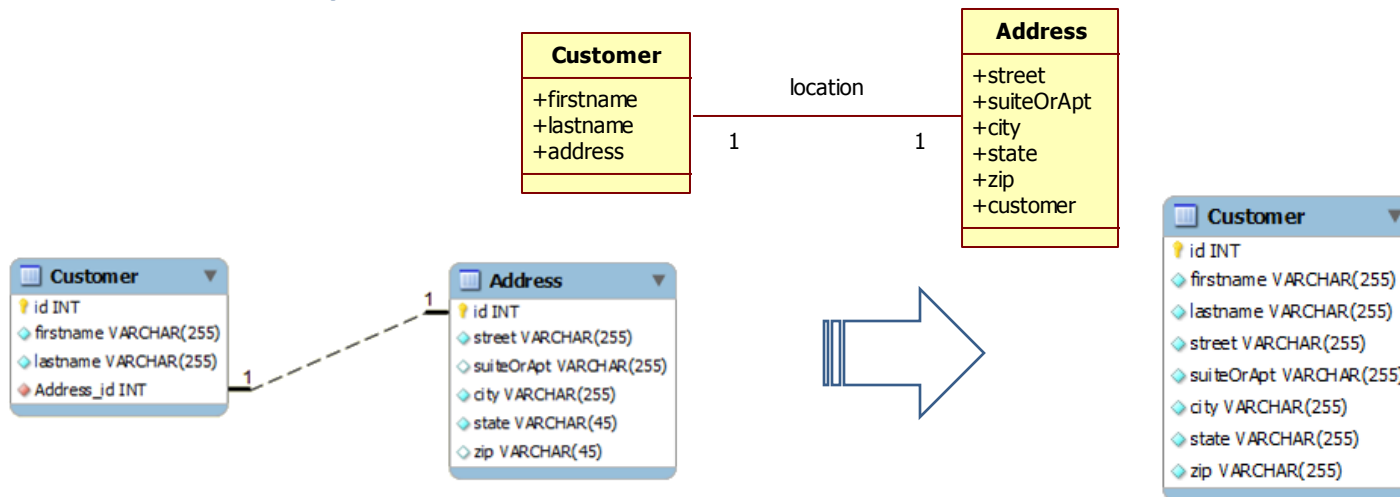 Customer
+firstname
+lastname
+address
location
1
1
Address
+street
+suiteOrApt
+city
+state
+zip
+customer
Customer
id INT
firstname VARCHAR(255)
lastname VARCHAR(255)
Address_id INT
1
1
Address
id INT
street VARCHAR(255)
suiteOrApt VARCHAR(255)
city VARCHAR(255)
state VARCHAR(45)
zip VARCHAR(45)
Customer
id INT
firstname VARCHAR(255)
lastname VARCHAR(255)
street VARCHAR(255)
suiteOrApt VARCHAR(255)
city VARCHAR(255)
state VARCHAR(255)
zip VARCHAR(255)